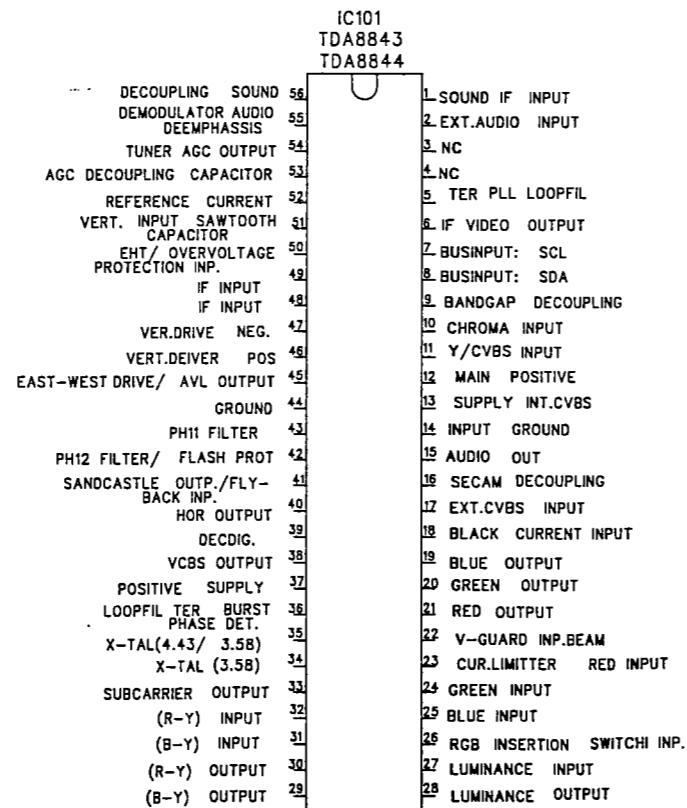 IC101
TDA8843
TDA8844
DECOUPLING SOUND 56
DEMODULATOR AUDIO DEEMPHASSIS 55
TUNER AGC OUTPUT 54
AGC DECOUPLING CAPACITOR 53
REFERENCE CURRENT 52
VERT. INPUT SAWTOOTH CAPACITOR 51
EHT/ OVERVOLTAGE PROTECTION INP. 50
IF INPUT 49
IF INPUT 48
VER.DRIVE NEG. 47
VERT.DEIVER POS 46
EAST-WEST DRIVE/ AVL OUTPUT 45
GROUND 44
PH11 FILTER 43
PH12 FILTER/ FLASH PROT 42
SANDCASTLE OUTP./FLY-BACK INP. 41
HOR OUTPUT 40
DECDIG. 39
VCBS OUTPUT 38
POSITIVE SUPPLY 37
LOOPFIL TER BURST PHASE DET. 36
X-TAL(4.43/ 3.58) 35
X-TAL (3.58) 34
SUBCARRIER OUTPUT 33
(R-Y) INPUT 32
(B-Y) INPUT 31
(R-Y) OUTPUT 30
(B-Y) OUTPUT 29
1 SOUND IF INPUT
2 EXT.AUDIO INPUT
3 NC
4 NC
5 TER PLL LOOPFIL
6 IF VIDEO OUTPUT
7 BUSINPUT: SCL
8 BUSINPUT: SDA
9 BANDGAP DECOUPLING
10 CHROMA INPUT
11 Y/CVBS INPUT
12 MAIN POSITIVE
13 SUPPLY INT.CVBS
14 INPUT GROUND
15 AUDIO OUT
16 SECAM DECOUPLING
17 EXT.CVBS INPUT
18 BLACK CURRENT INPUT
19 BLUE OUTPUT
20 GREEN OUTPUT
21 RED OUTPUT
22 V-GUARD INP.BEAM
23 CUR.LIMITTER RED INPUT
24 GREEN INPUT
25 BLUE INPUT
26 RGB INSERTION SWITCHI INP.
27 LUMINANCE INPUT
28 LUMINANCE OUTPUT